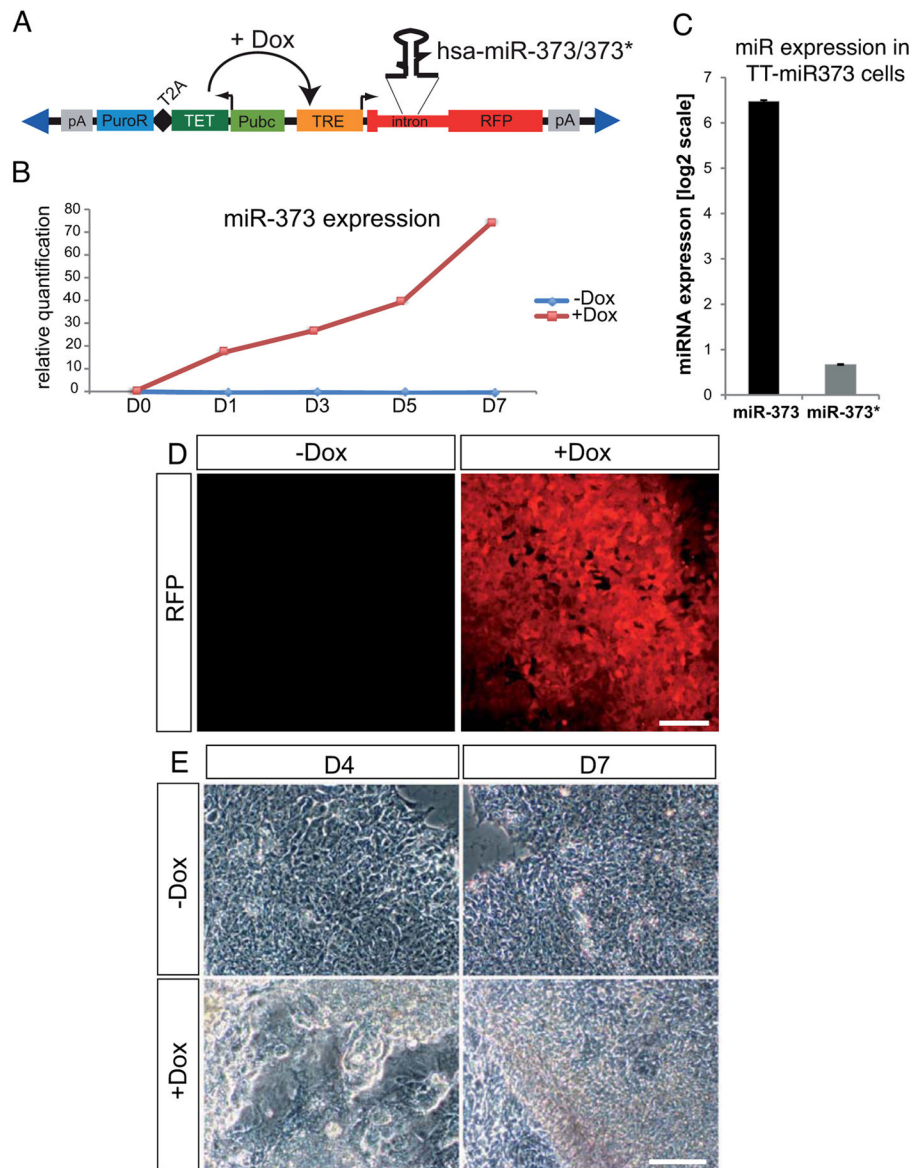 A
+ Dox
hsa-miR-373/373*
T2A
pA
PuroR
TET
Pubc
TRE
intron
RFP
pA
B
miR-373 expression
relative quantification
80
70
60
50
40
30
20
10
0
D0
D1
D3
D5
D7
-Dox
+Dox
C
miR expression in
TT-miR373 cells
miRNA expresson [log2 scale]
7
6
5
4
3
2
1
0
miR-373
miR-373*
D
-Dox
+Dox
RFP
E
D4
D7
-Dox
+Dox